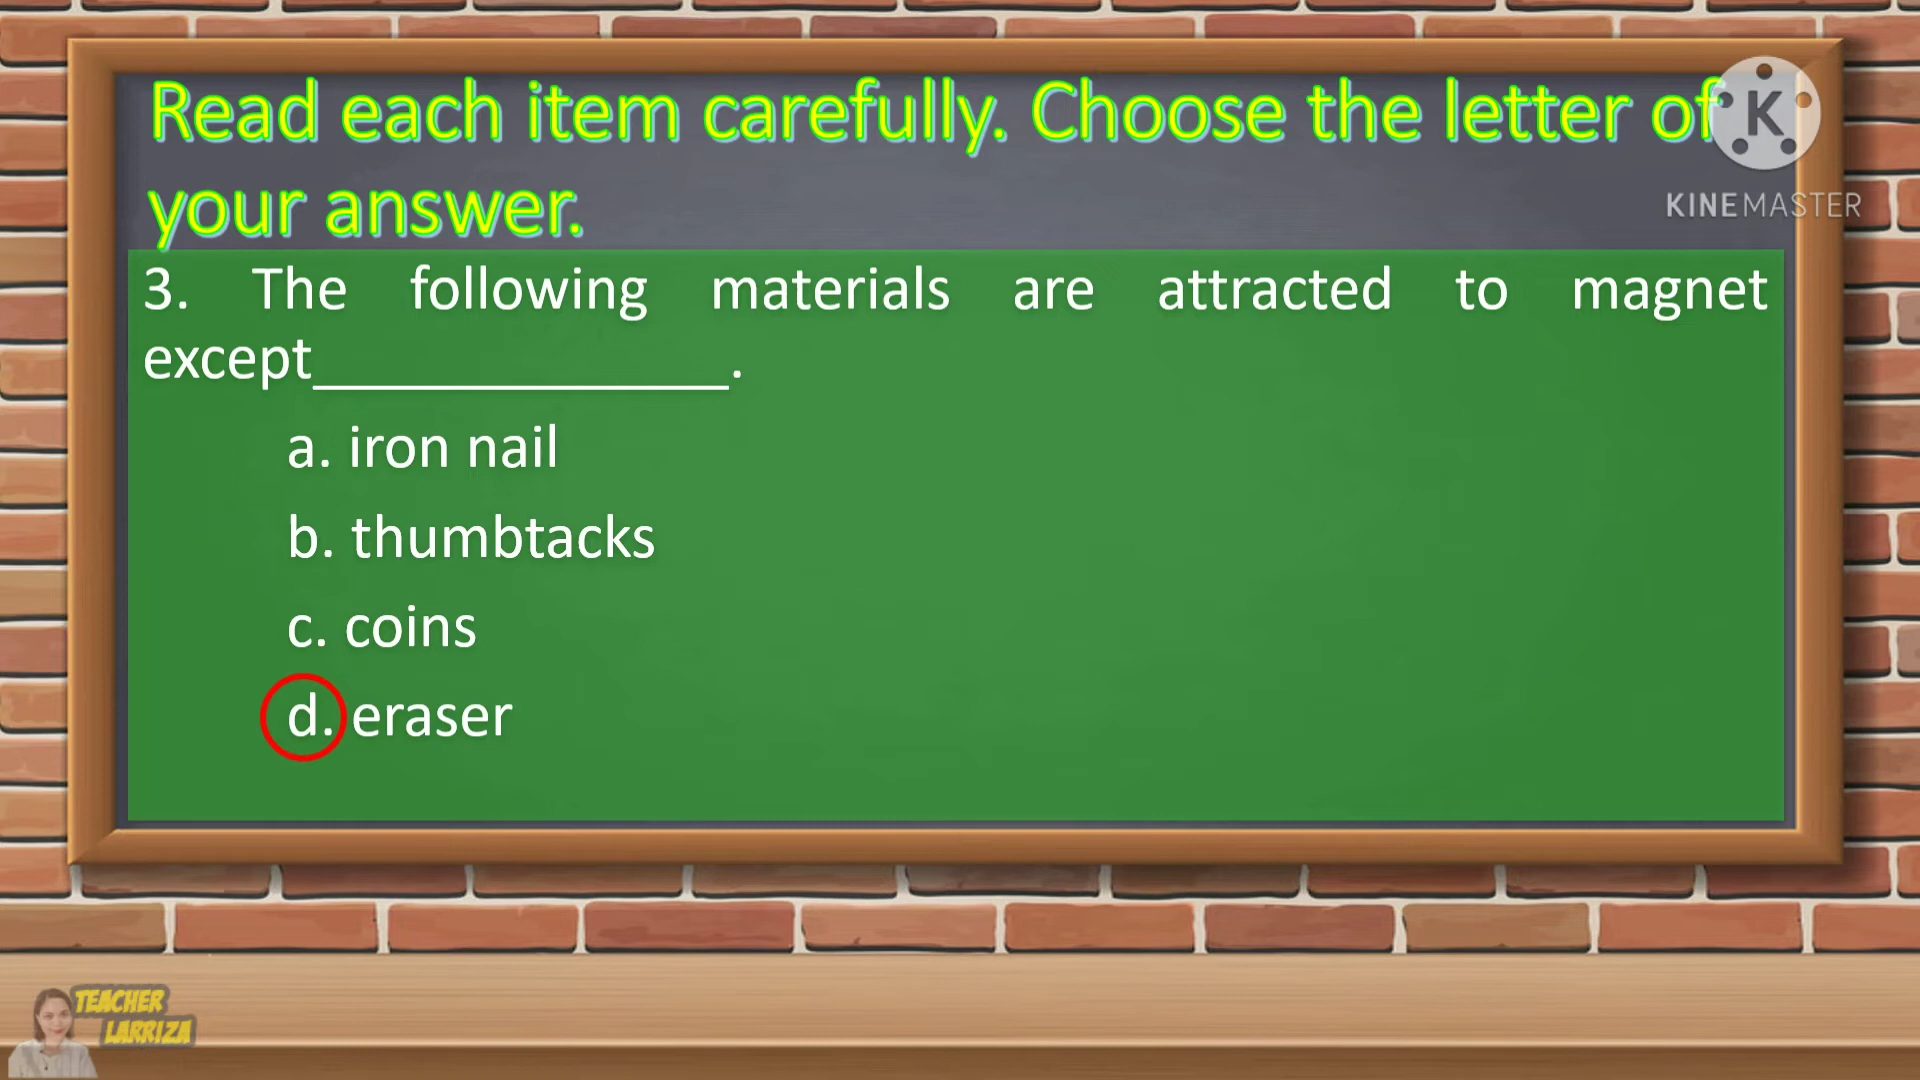 Read each item carefully. Choose the letter of
your answer.
K
KINEMASTER
3. The following materials are attracted to magnet
except______________.
a. iron nail
b. thumbtacks
c. coins
d. eraser
TEACHER
LARRIZA